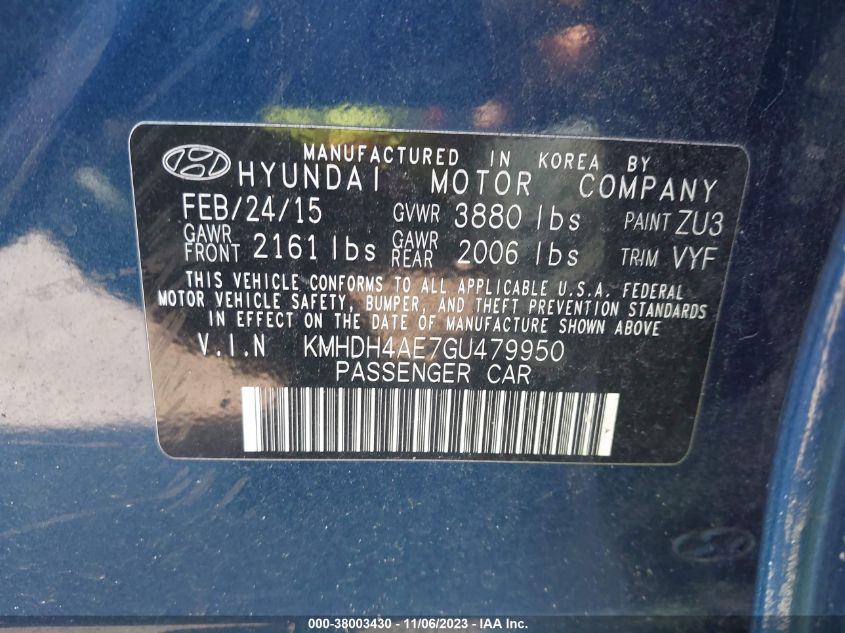 MANUFACTURED IN KOREA BY
HYUNDAI MOTOR COMPANY
FEB/24/15 GVWR 3880 lbs PAINT ZU3
GAWR FRONT 2161 lbs GAWR REAR 2006 lbs TRIM VYF
THIS VEHICLE CONFORMS TO ALL APPLICABLE U.S.A. FEDERAL
MOTOR VEHICLE SAFETY, BUMPER, AND THEFT PREVENTION STANDARDS
IN EFFECT ON THE DATE OF MANUFACTURE SHOWN ABOVE
V.I.N KMHDH4AE7GU479950
PASSENGER CAR
000-38003430 - 11/06/2023 - IAA, Inc.